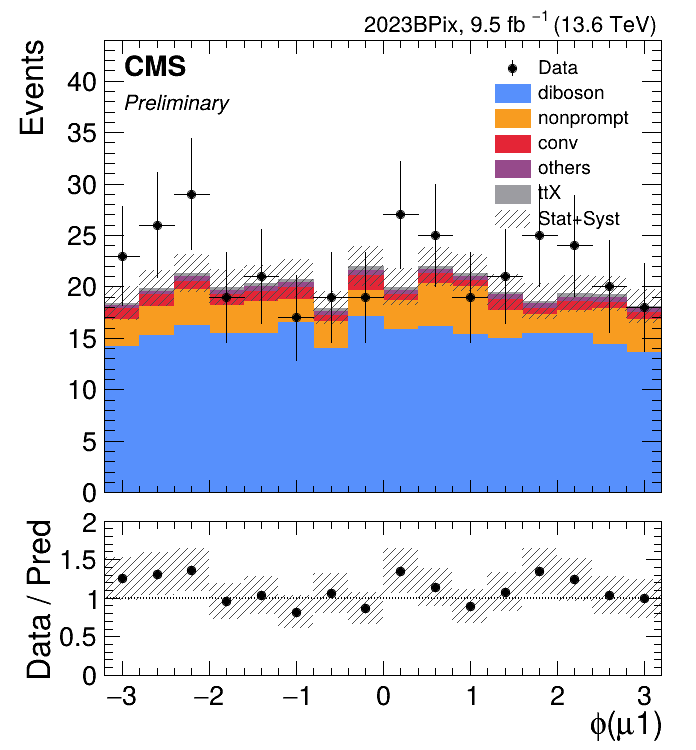 2023BPix, 9.5 fb⁻¹ (13.6 TeV)
Events
CMS
Preliminary
Data
diboson
nonprompt
conv
others
ttX
Stat+Syst
40
35
30
25
20
15
10
5
0
Data / Pred
2
1.5
1
0.5
0
−3 −2 −1 0 1 2 3
ϕ(μ1)